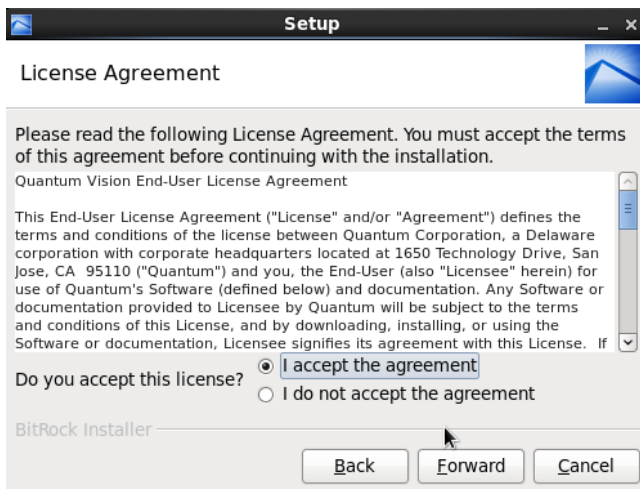 Setup
License Agreement
Please read the following License Agreement. You must accept the terms
of this agreement before continuing with the installation.
Quantum Vision End-User License Agreement
This End-User License Agreement ("License" and/or "Agreement") defines the
terms and conditions of the license between Quantum Corporation, a Delaware
corporation with corporate headquarters located at 1650 Technology Drive, San
Jose, CA  95110 ("Quantum") and you, the End-User (also "Licensee" herein) for
use of Quantum's Software (defined below) and documentation. Any Software or
documentation provided to Licensee by Quantum will be subject to the terms
and conditions of this License, and by downloading, installing, or using the
Software or documentation, Licensee signifies its agreement with this License.  If
Do you accept this license?
I accept the agreement
I do not accept the agreement
BitRock Installer
Back Forward Cancel